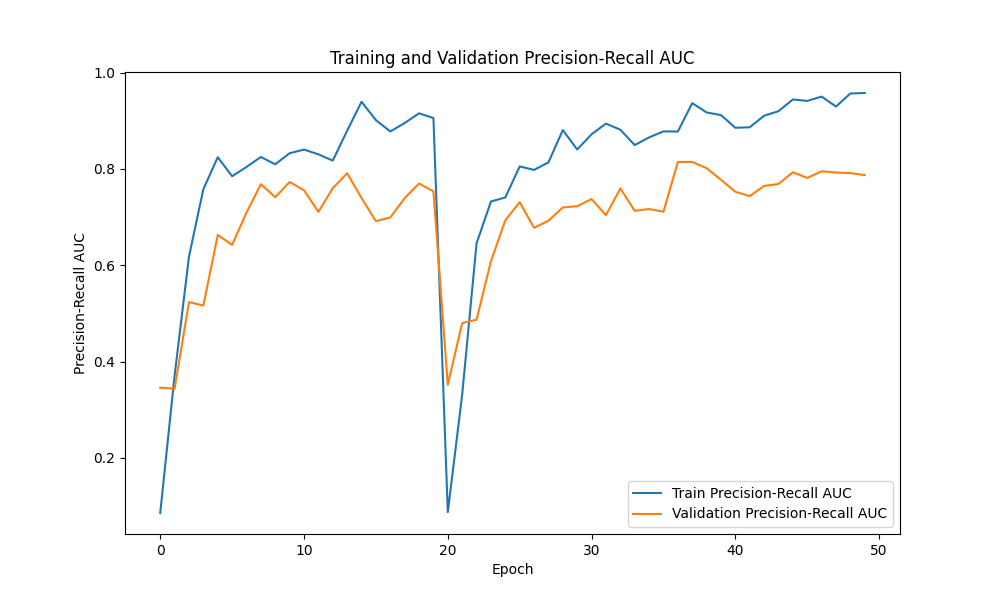 Training and Validation Precision-Recall AUC
1.0
0.8
0.6
0.4
0.2
Precision-Recall AUC
0 10 20 30 40 50
Epoch
Train Precision-Recall AUC
Validation Precision-Recall AUC